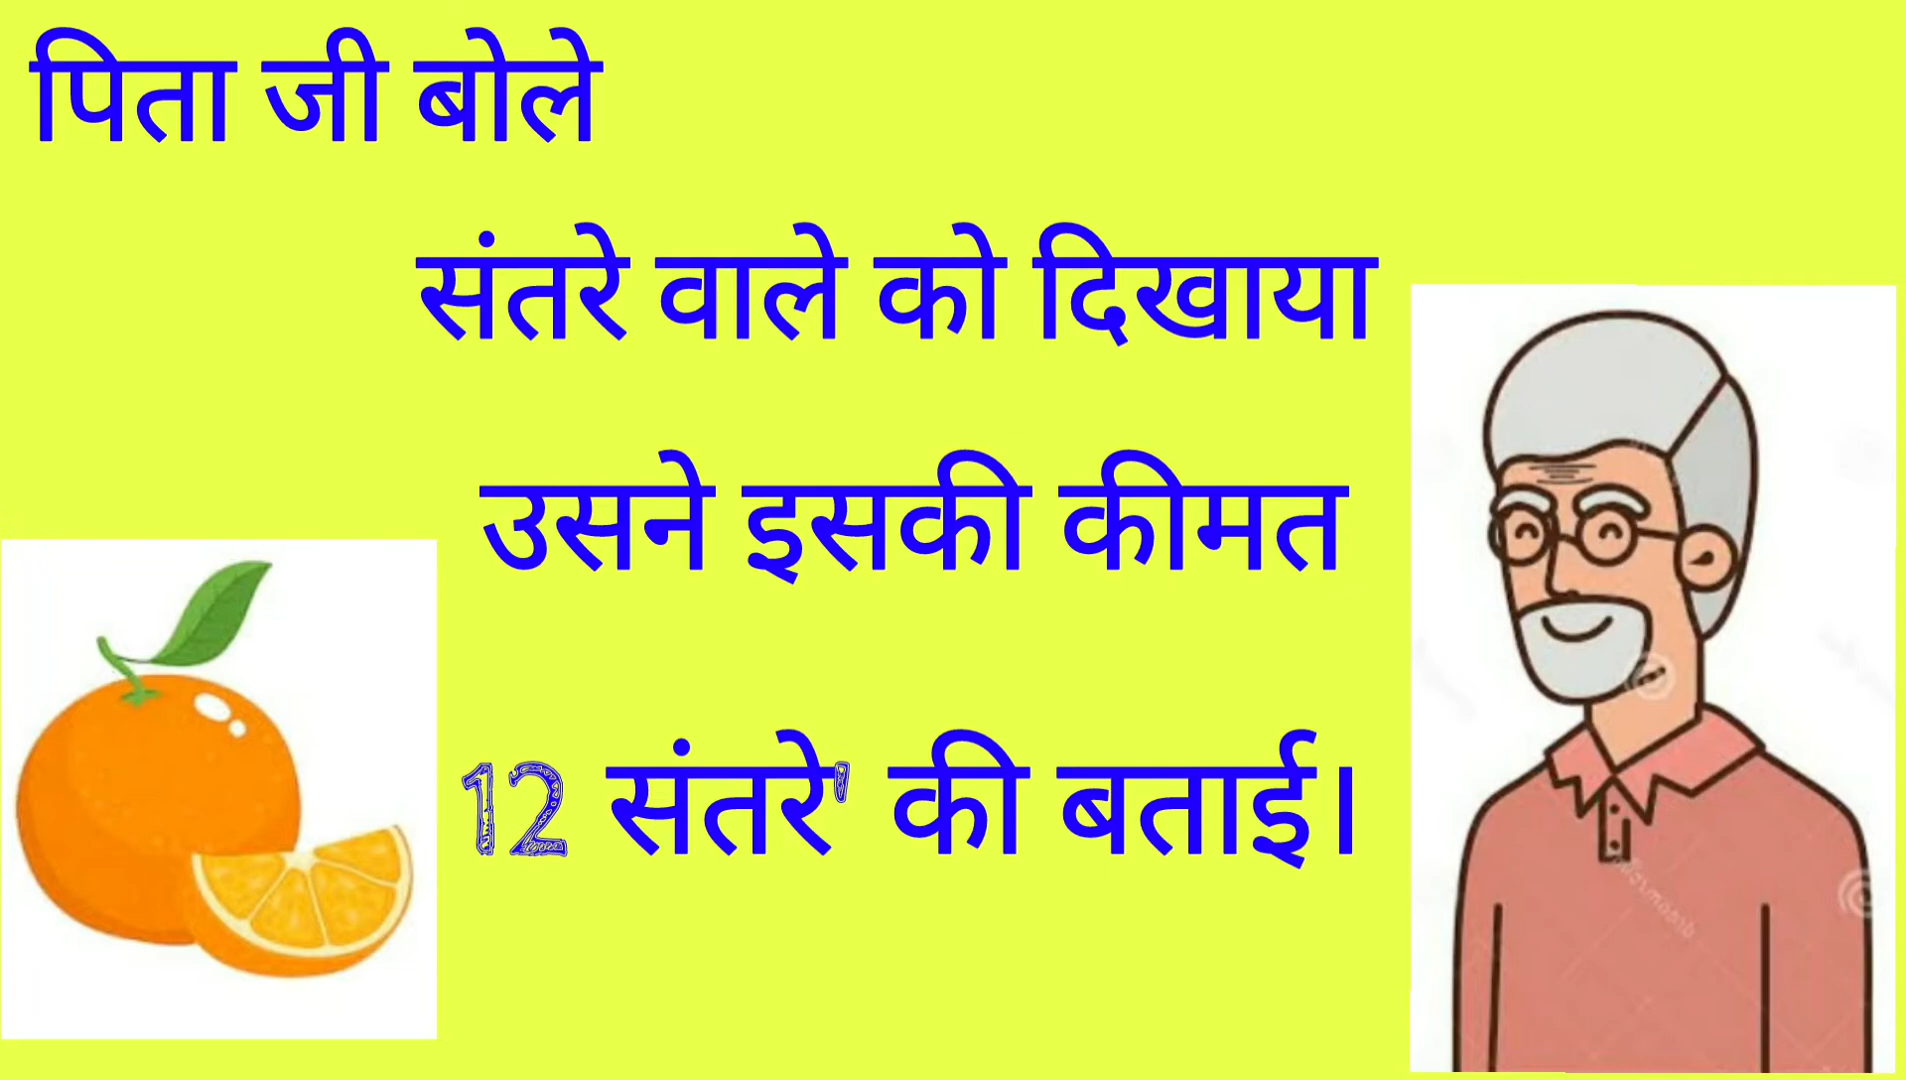 पिता जी बोले
संतरे वाले को दिखाया
उसने इसकी कीमत
12 संतरे' की बताई।